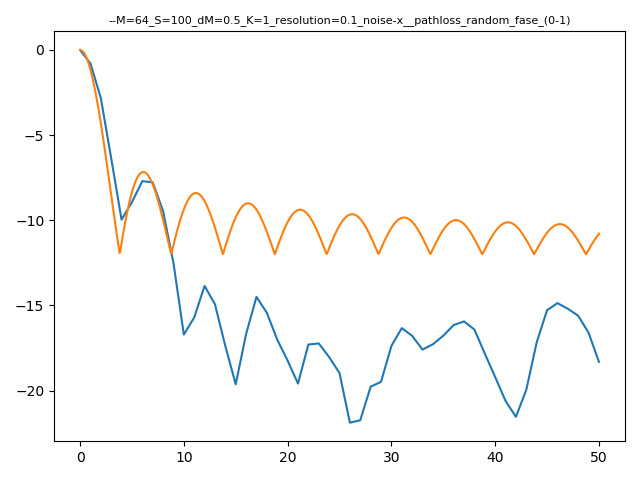 --M=64_S=100_dM=0.5_K=1_resolution=0.1_noise-x__pathloss_random_fase_(0-1)
0
−5
−10
−15
−20
0 10 20 30 40 50